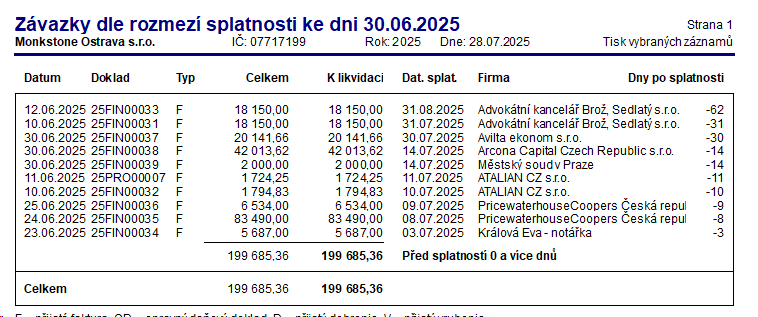 Závazky dle rozmezí splatnosti ke dni 30.06.2025 Strana 1
Monkstone Ostrava s.r.o. IČ: 07717199 Rok: 2025 Dne: 28.07.2025 Tisk vybraných záznamů
Datum Doklad Typ Celkem K likvidaci Dat. splat. Firma Dny po splatnosti
12.06.2025 25FIN00033 F 18 150,00 18 150,00 31.08.2025 Advokátní kancelář Brož, Sedlatý s.r.o. -62
10.06.2025 25FIN00031 F 18 150,00 18 150,00 31.07.2025 Advokátní kancelář Brož, Sedlatý s.r.o. -31
30.06.2025 25FIN00037 F 20 141,66 20 141,66 30.07.2025 Avilta ekonom s.r.o. -30
30.06.2025 25FIN00038 F 42 013,62 42 013,62 14.07.2025 Arcona Capital Czech Republic s.r.o. -14
30.06.2025 25FIN00039 F 2 000,00 2 000,00 14.07.2025 Městský soud v Praze -14
11.06.2025 25PRO00007 F 1 724,25 1 724,25 11.07.2025 ATALIAN CZ s.r.o. -11
10.06.2025 25FIN00032 F 1 794,83 1 794,83 10.07.2025 ATALIAN CZ s.r.o. -10
25.06.2025 25FIN00036 F 6 534,00 6 534,00 09.07.2025 PricewaterhouseCoopers Česká repul -9
24.06.2025 25FIN00035 F 83 490,00 83 490,00 08.07.2025 PricewaterhouseCoopers Česká repul -8
23.06.2025 25FIN00034 F 5 687,00 5 687,00 03.07.2025 Králová Eva - notářka -3
199 685,36 199 685,36 Před splatností 0 a více dnů
Celkem 199 685,36 199 685,36